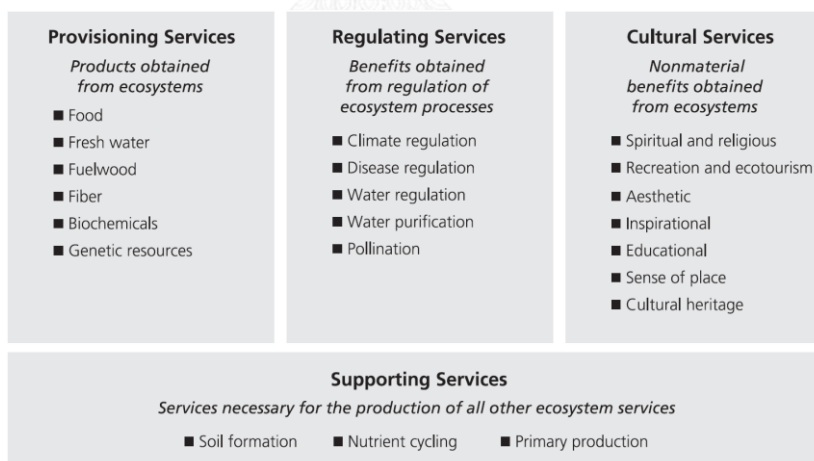 Provisioning Services
Products obtained
from ecosystems
■ Food
■ Fresh water
■ Fuelwood
■ Fiber
■ Biochemicals
■ Genetic resources
Regulating Services
Benefits obtained
from regulation of
ecosystem processes
■ Climate regulation
■ Disease regulation
■ Water regulation
■ Water purification
■ Pollination
Cultural Services
Nonmaterial
benefits obtained
from ecosystems
■ Spiritual and religious
■ Recreation and ecotourism
■ Aesthetic
■ Inspirational
■ Educational
■ Sense of place
■ Cultural heritage
Supporting Services
Services necessary for the production of all other ecosystem services
■ Soil formation ■ Nutrient cycling ■ Primary production